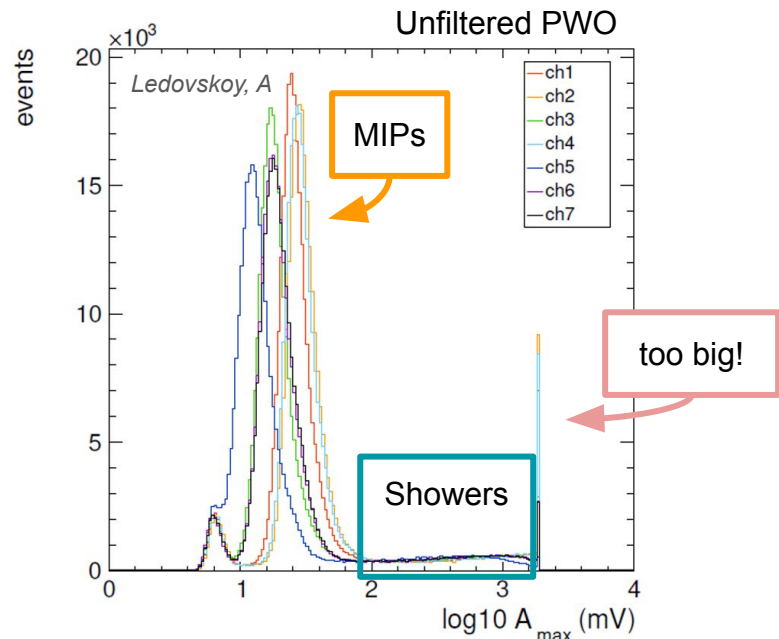 Unfiltered PWO
×10³
events
20
15
10
5
0
Ledovskoy, A
MIPs
ch1
ch2
ch3
ch4
ch5
ch6
ch7
too big!
Showers
0
1
2
3
4
log10 A_max (mV)